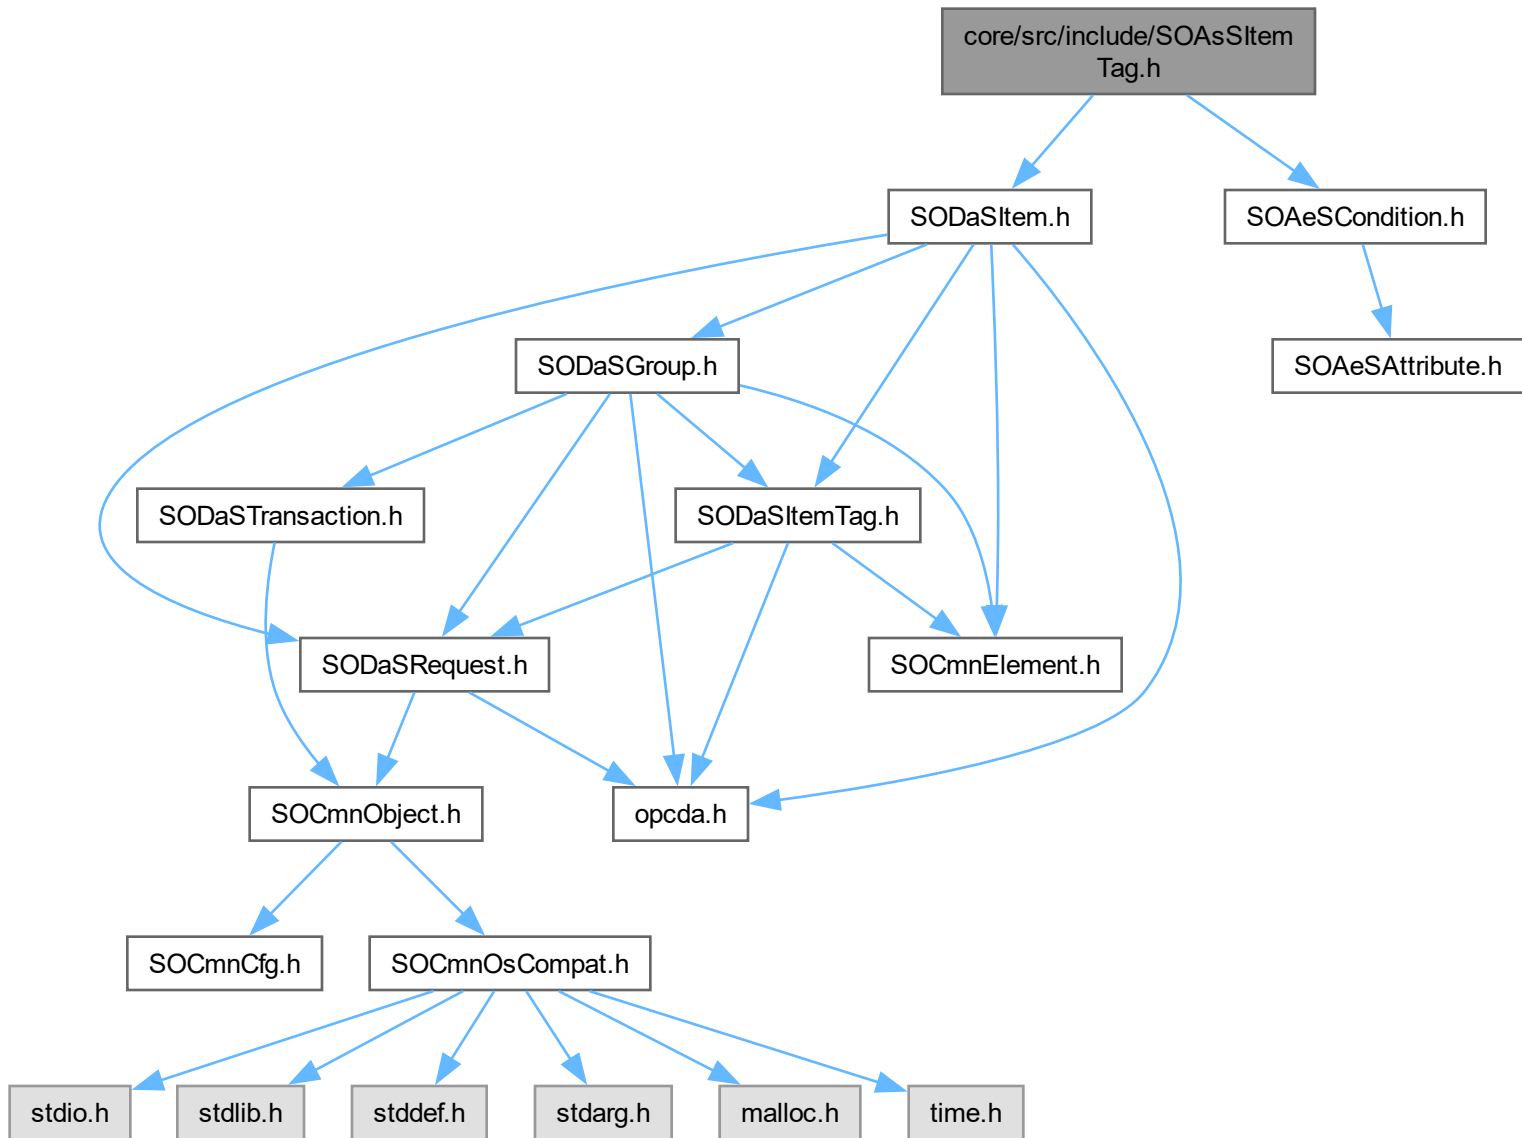 core/src/include/SOAsSItem
Tag.h
SODaSItem.h
SOAeSCondition.h
SODaSGroup.h
SOAeSAttribute.h
SODaSTransaction.h
SODaSItemTag.h
SODaSRequest.h
SOCmnElement.h
SOCmnObject.h
opcda.h
SOCmnCfg.h
SOCmnOsCompat.h
stdio.h
stdlib.h
stddef.h
stdarg.h
malloc.h
time.h